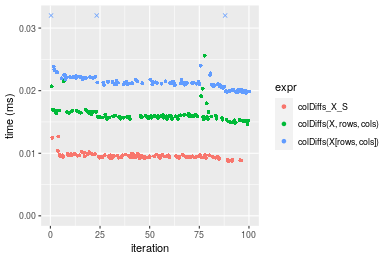 0.03
0.02
0.01
0.00
time (ms)
0
25
50
75
100
iteration
expr
colDiffs_X_S
colDiffs(X, rows, cols)
colDiffs(X[rows, cols])